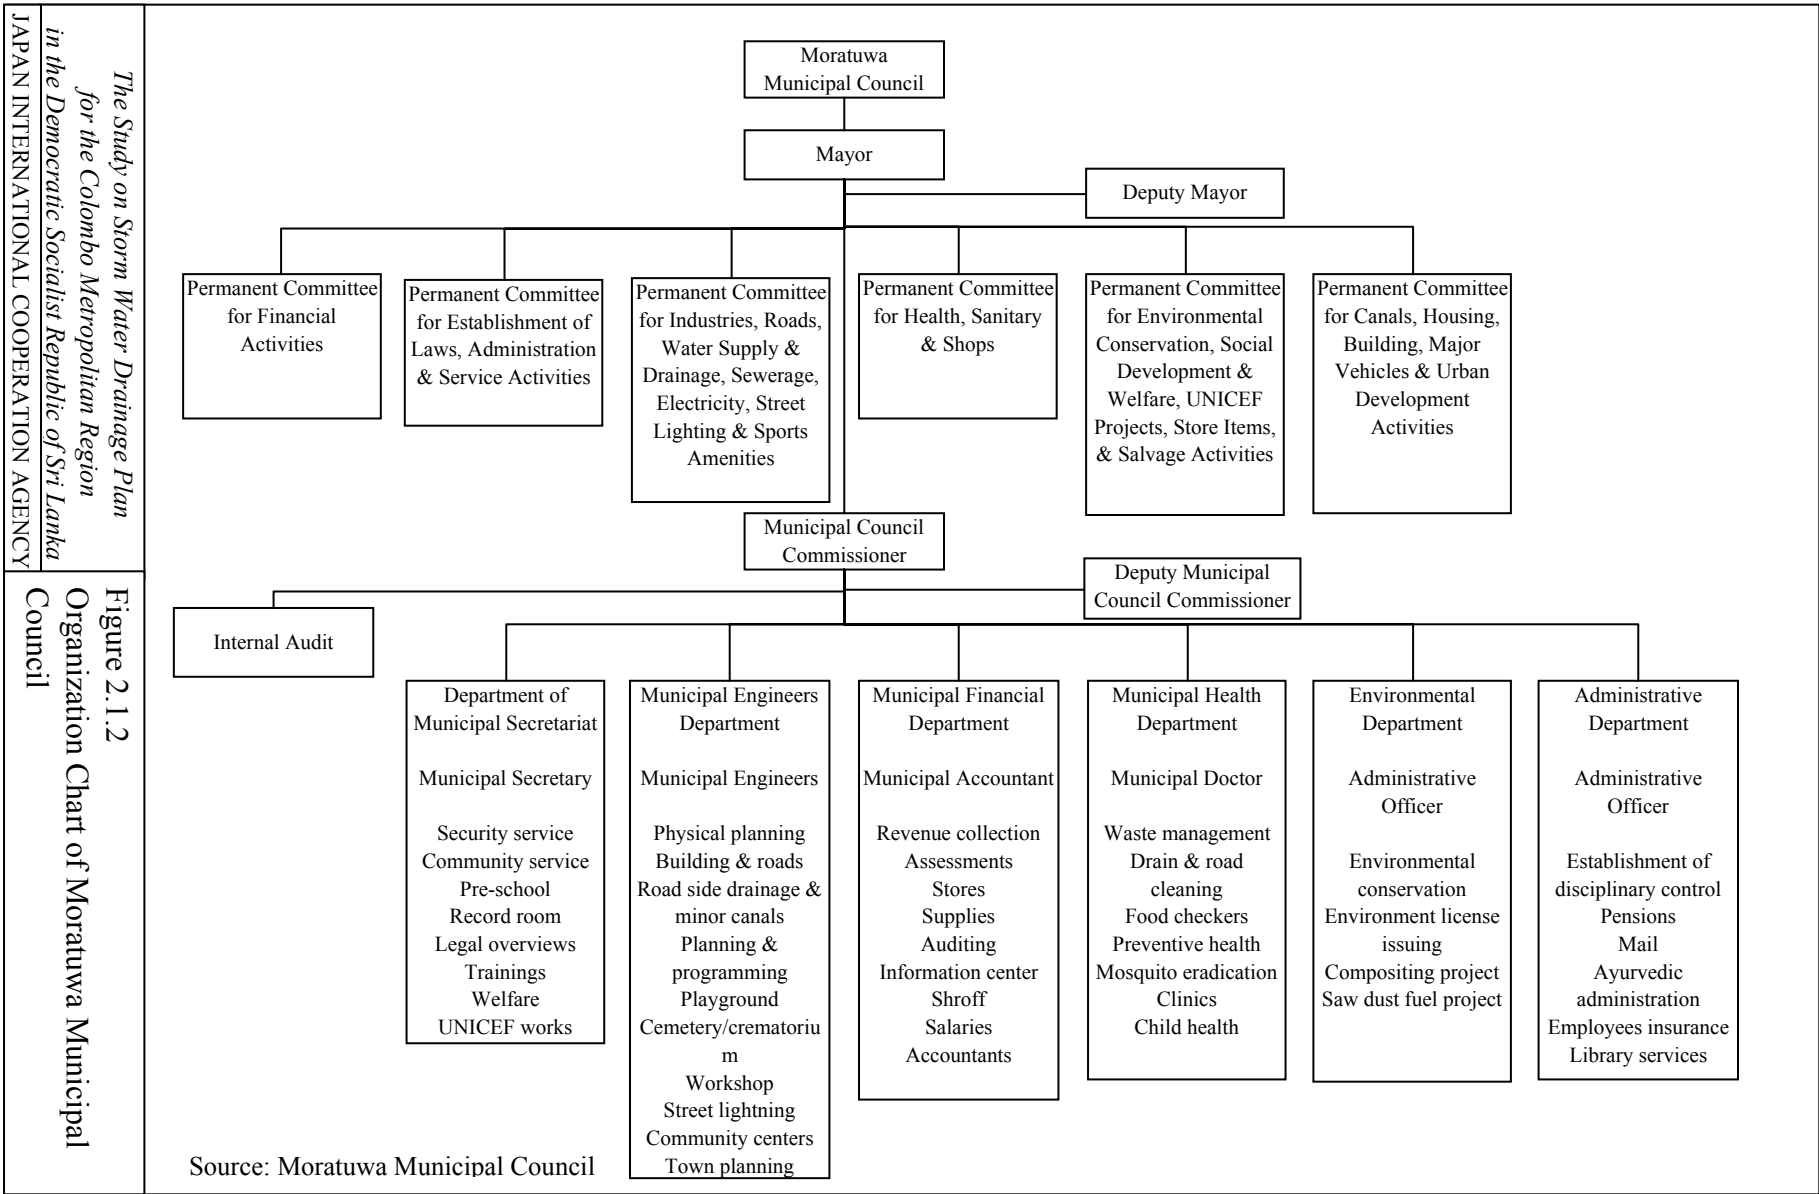 Moratuwa
Municipal Council
Mayor
Deputy Mayor
Permanent Committee
for Financial
Activities
Permanent Committee
for Establishment of
Laws, Administration
& Service Activities
Permanent Committee
for Industries, Roads,
Water Supply &
Drainage, Sewerage,
Electricity, Street
Lighting & Sports
Amenities
Permanent Committee
for Health, Sanitary
& Shops
Permanent Committee
for Environmental
Conservation, Social
Development &
Welfare, UNICEF
Projects, Store Items,
& Salvage Activities
Permanent Committee
for Canals, Housing,
Building, Major
Vehicles & Urban
Development
Activities
Municipal Council
Commissioner
Deputy Municipal
Council Commissioner
Internal Audit
Department of
Municipal Secretariat
Municipal Secretary
Security service
Community service
Pre-school
Record room
Legal overviews
Trainings
Welfare
UNICEF works
Municipal Engineers
Department
Municipal Engineers
Physical planning
Building & roads
Road side drainage &
minor canals
Planning &
programming
Playground
Cemetery/crematoriu
m
Workshop
Street lightning
Community centers
Town planning
Municipal Financial
Department
Municipal Accountant
Revenue collection
Assessments
Stores
Supplies
Auditing
Information center
Shroff
Salaries
Accountants
Municipal Health
Department
Municipal Doctor
Waste management
Drain & road
cleaning
Food checkers
Preventive health
Mosquito eradication
Clinics
Child health
Environmental
Department
Administrative
Officer
Environmental
conservation
Environment license
issuing
Compositing project
Saw dust fuel project
Administrative
Department
Administrative
Officer
Establishment of
disciplinary control
Pensions
Mail
Ayurvedic
administration
Employees insurance
Library services
Source: Moratuwa Municipal Council
The Study on Storm Water Drainage Plan
for the Colombo Metropolitan Region
in the Democratic Socialist Republic of Sri Lanka
JAPAN INTERNATIONAL COOPERATION AGENCY
Figure 2.1.2
Organization Chart of Moratuwa Municipal
Council